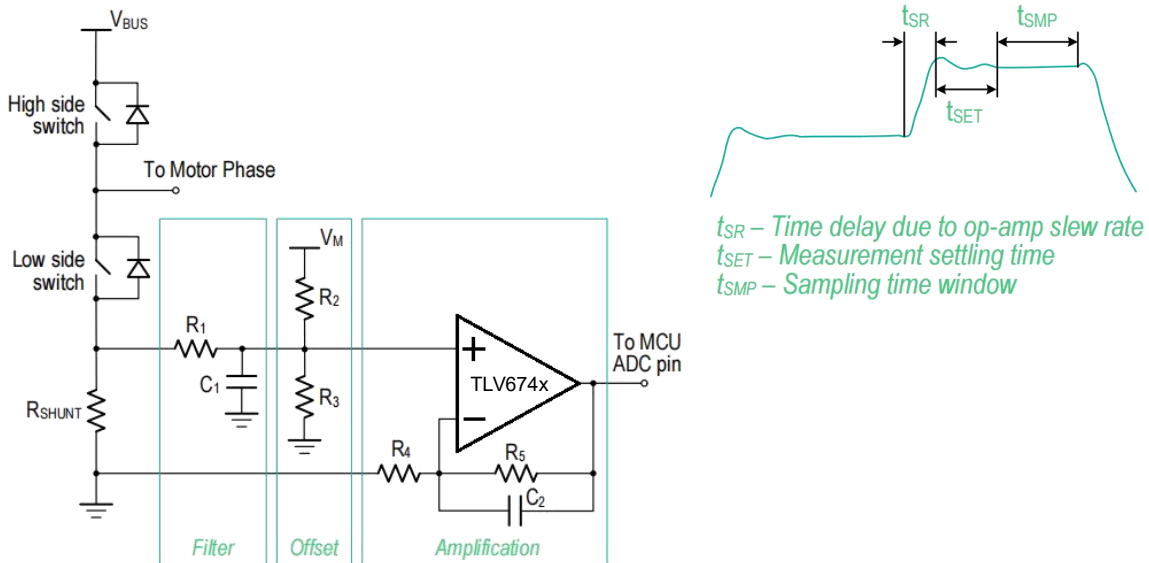 VBUS
High side
switch
To Motor Phase
Low side
switch
VM
R2
R1
C1
R3
RSHUNT
+
TLV674x
−
To MCU
ADC pin
R4
R5
C2
Filter
Offset
Amplification
tSR
tSMP
tSET
tSR – Time delay due to op-amp slew rate
tSET – Measurement settling time
tSMP – Sampling time window